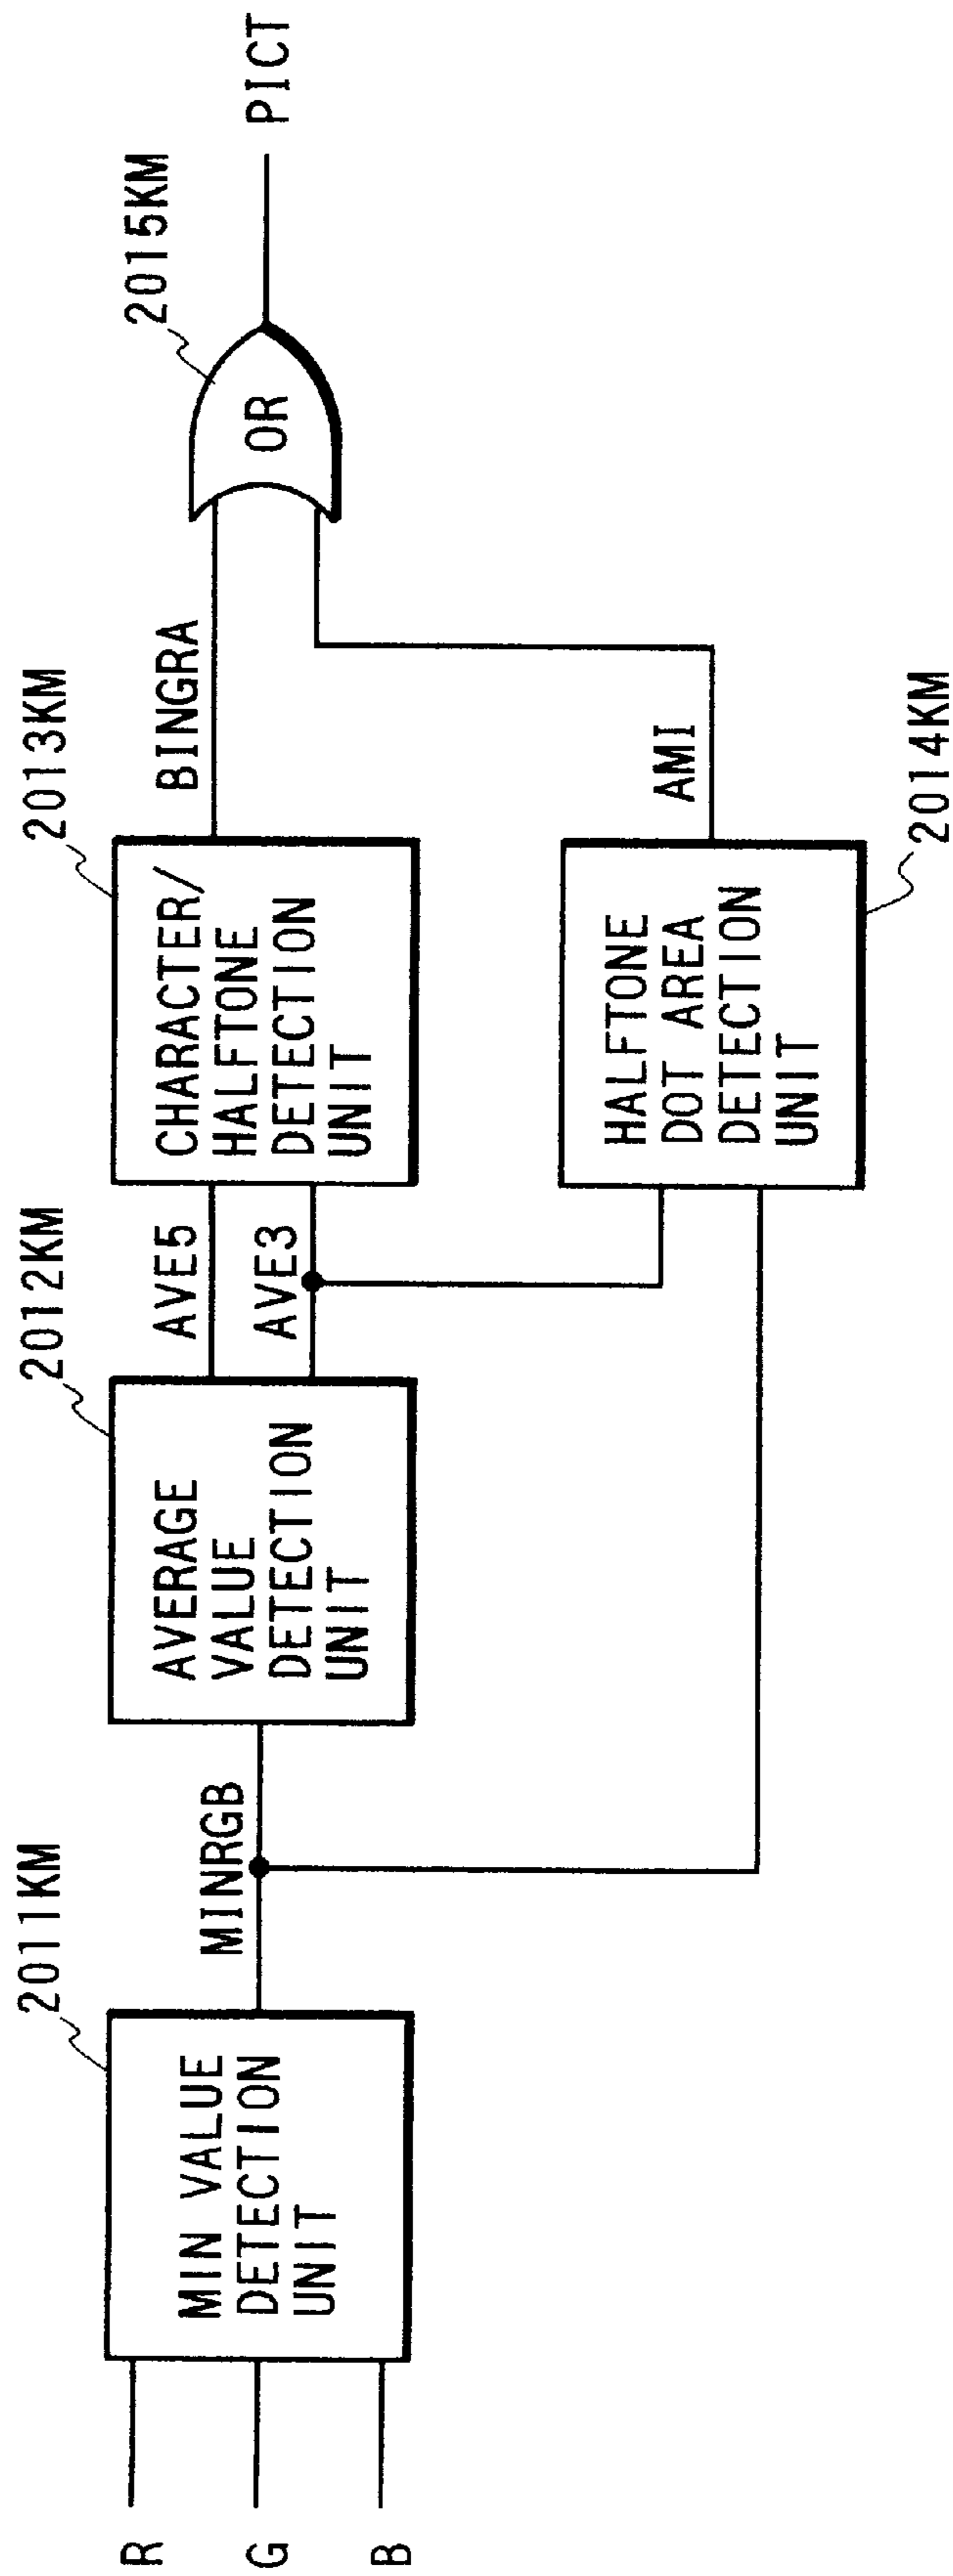 R
G
B
MIN VALUE
DETECTION
UNIT
2011KM
MINRGB
AVERAGE
VALUE
DETECTION
UNIT
2012KM
AVE5
AVE3
CHARACTER/
HALFTONE
DETECTION
UNIT
2013KM
HALFTONE
DOT AREA
DETECTION
UNIT
2014KM
BINGRA
AMI
OR
2015KM
PICT